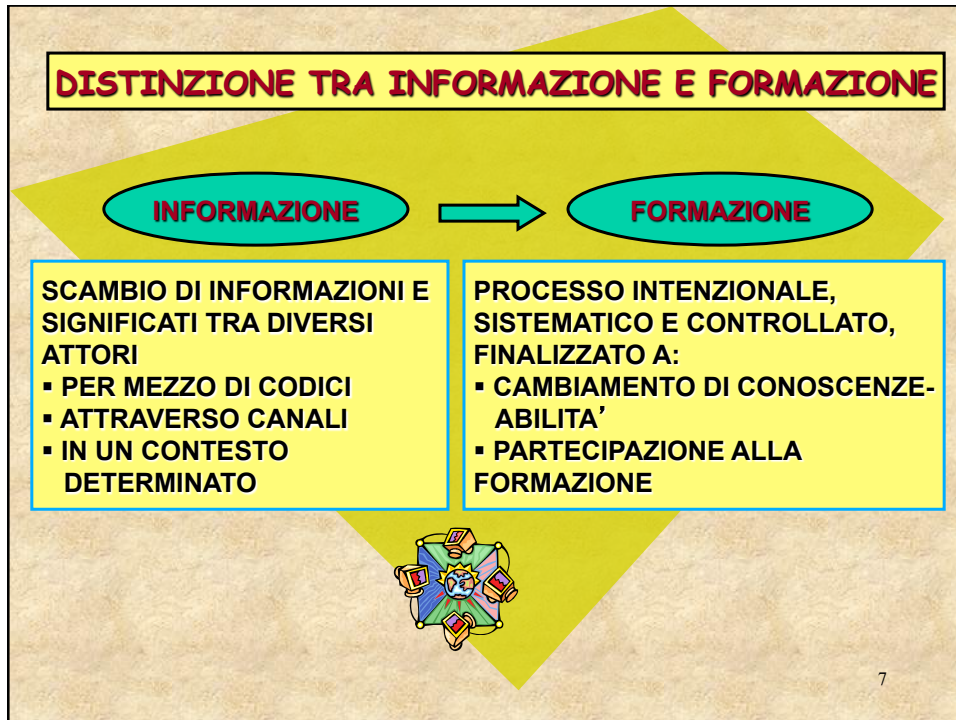 DISTINZIONE TRA INFORMAZIONE E FORMAZIONE
INFORMAZIONE
FORMAZIONE
SCAMBIO DI INFORMAZIONI E
SIGNIFICATI TRA DIVERSI
ATTORI
▪ PER MEZZO DI CODICI
▪ ATTRAVERSO CANALI
▪ IN UN CONTESTO
DETERMINATO
PROCESSO INTENZIONALE,
SISTEMATICO E CONTROLLATO,
FINALIZZATO A:
▪ CAMBIAMENTO DI CONOSCENZE-
ABILITA’
▪ PARTECIPAZIONE ALLA
FORMAZIONE
7